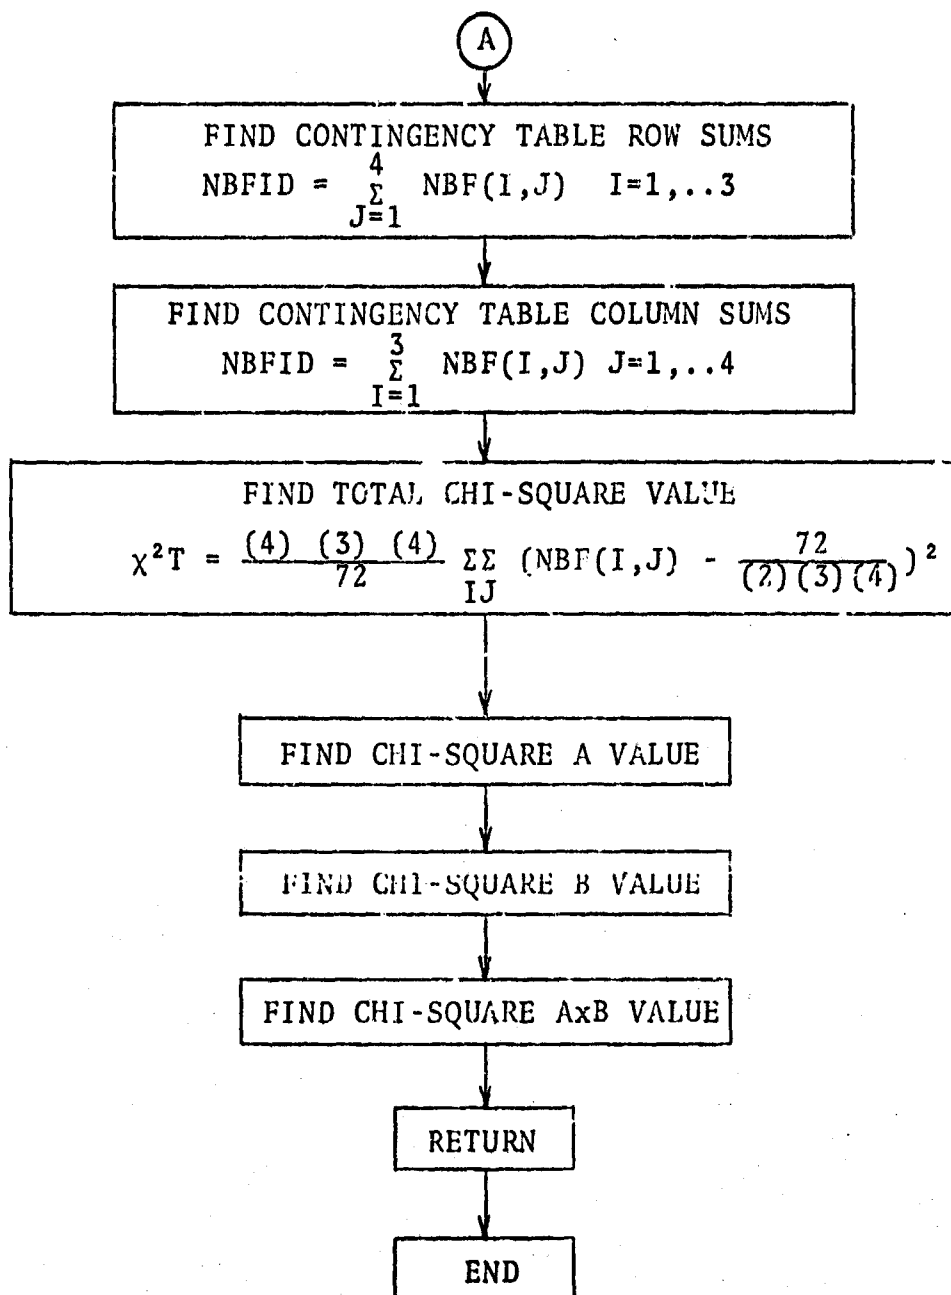 A
FIND CONTINGENCY TABLE ROW SUMS
4
NBFID = Σ NBF(I,J) I=1,..3
J=1
FIND CONTINGENCY TABLE COLUMN SUMS
3
NBFID = Σ NBF(I,J) J=1,..4
I=1
FIND TOTAL CHI-SQUARE VALUE
χ²T = (4) (3) (4) / 72 ΣΣ (NBF(I,J) - 72 / (2)(3)(4))²
IJ
FIND CHI-SQUARE A VALUE
FIND CHI-SQUARE B VALUE
FIND CHI-SQUARE AxB VALUE
RETURN
END